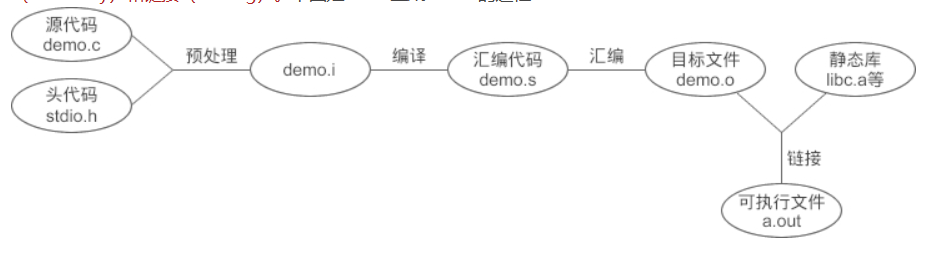 源代码
demo.c
头代码
stdio.h
预处理
demo.i
编译
汇编代码
demo.s
汇编
目标文件
demo.o
静态库
libc.a等
链接
可执行文件
a.out